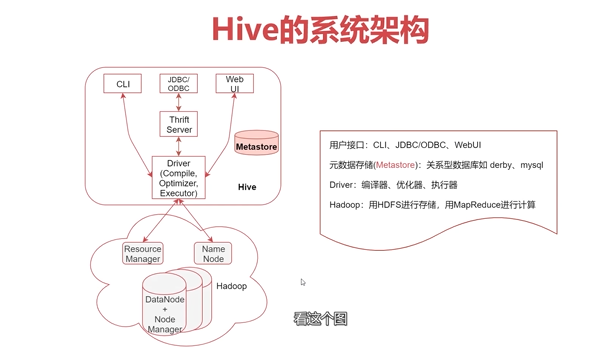 Hive的系统架构
CLI
JDBC/
ODBC
Web
UI
Thrift
Server
Metastore
Driver
(Compile,
Optimizer,
Executor)
Hive
Resource
Manager
Name
Node
Hadoop
DataNode
+
Node
Manager
用户接口：CLI、JDBC/ODBC、WebUI
元数据存储(Metastore)：关系型数据库如 derby、mysql
Driver：编译器、优化器、执行器
Hadoop：用HDFS进行存储，用MapReduce进行计算
看这个图